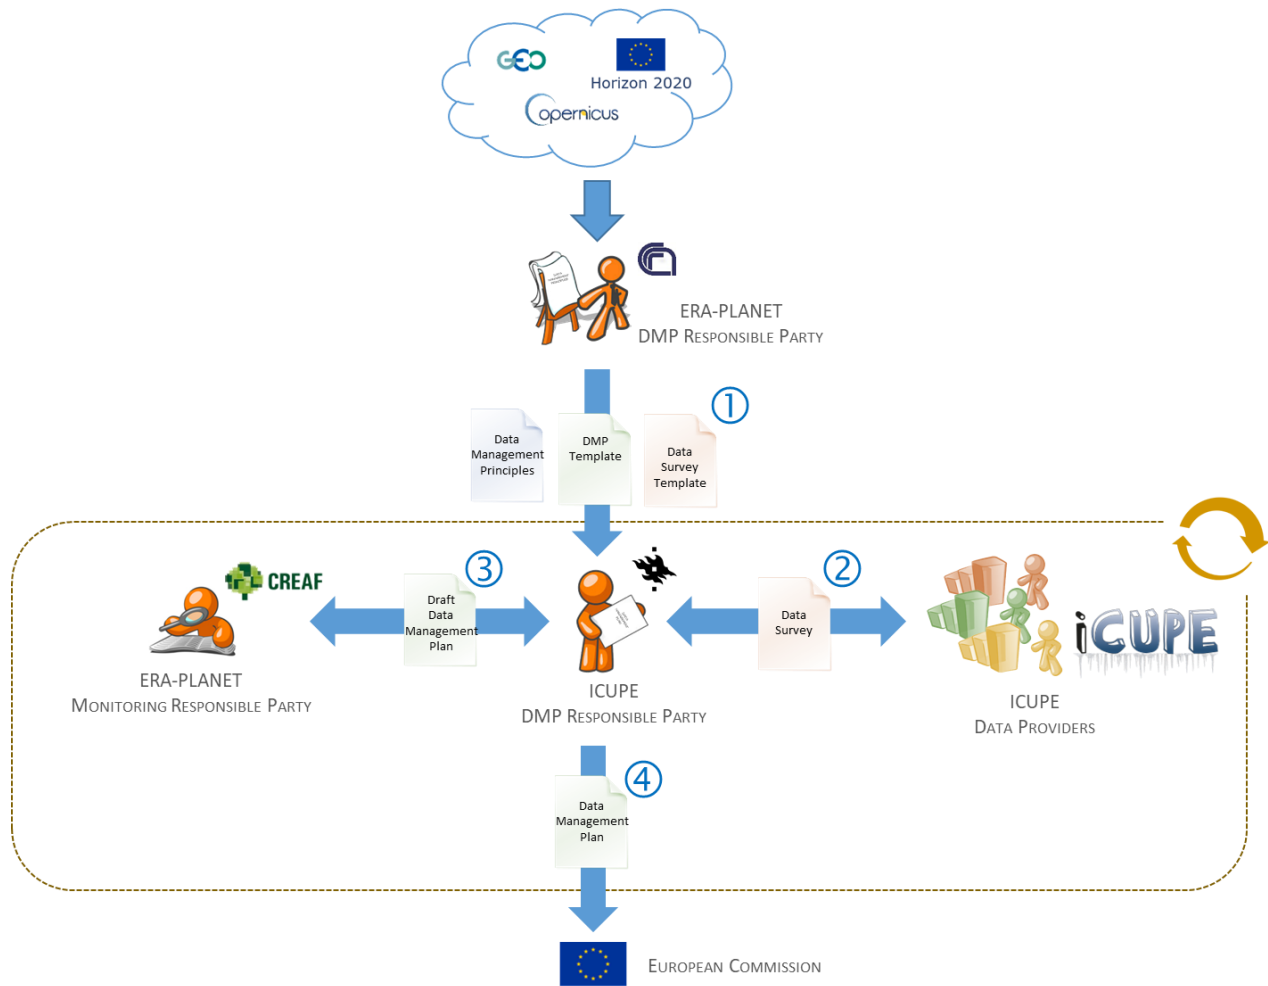 GEO
Horizon 2020
Copernicus
ERA-PLANET
DMP RESPONSIBLE PARTY
①
Data
Management
Principles
DMP
Template
Data
Survey
Template
③
②
CREAF
Draft
Data
Management
Plan
Data
Survey
iCUPE
ERA-PLANET
MONITORING RESPONSIBLE PARTY
ICUPE
DMP RESPONSIBLE PARTY
ICUPE
DATA PROVIDERS
④
Data
Management
Plan
EUROPEAN COMMISSION